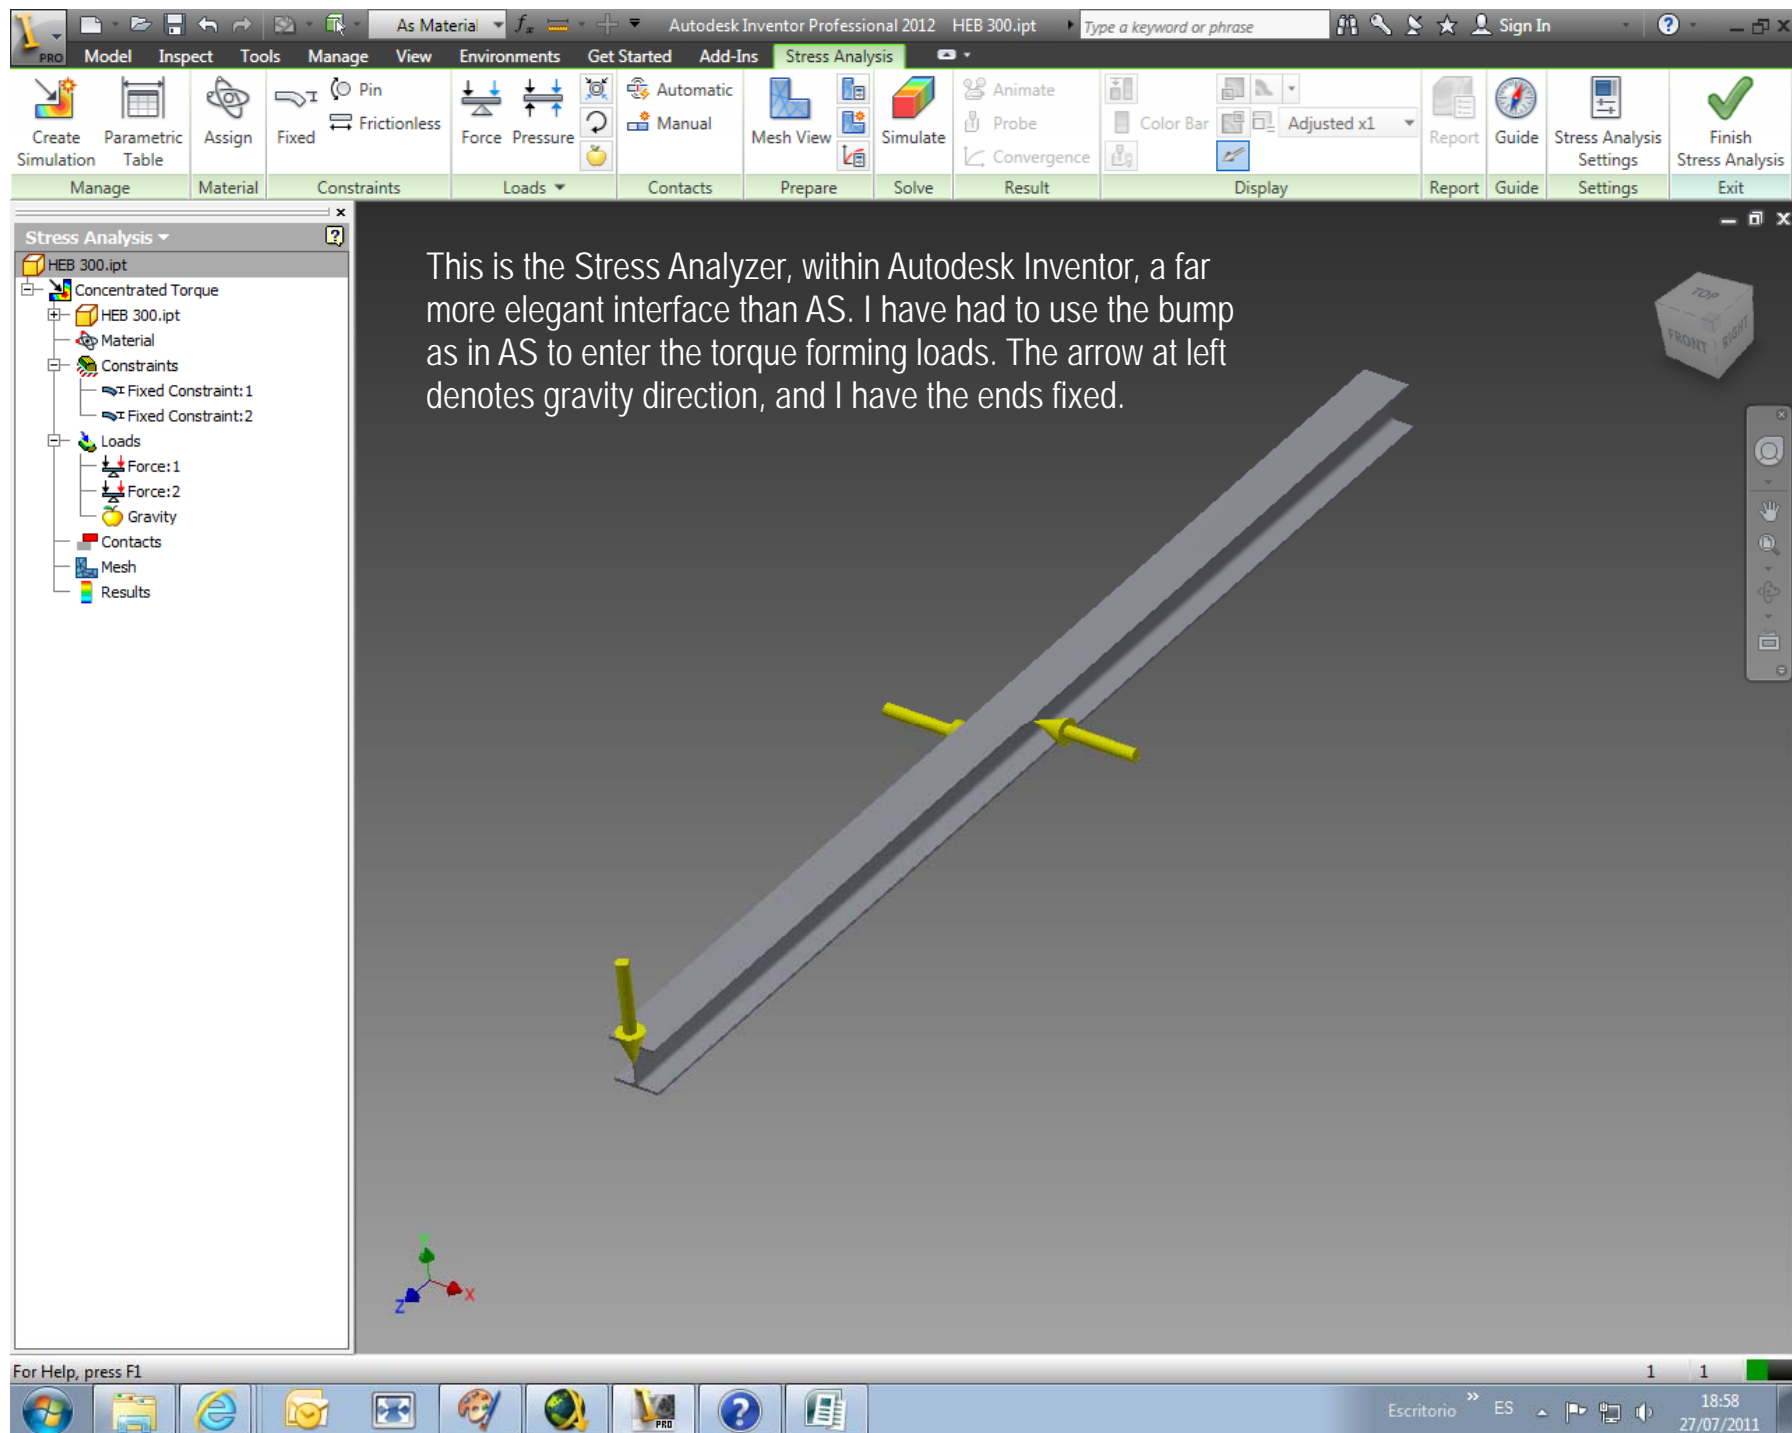 As Material
Autodesk Inventor Professional 2012 HEB 300.ipt
Type a keyword or phrase
Sign In
PRO
Model Inspect Tools Manage View Environments Get Started Add-Ins Stress Analysis
Create Simulation
Parametric Table
Assign
Fixed
Pin
Frictionless
Force
Pressure
Automatic
Manual
Mesh View
Simulate
Animate
Probe
Convergence
Color Bar
Adjusted x1
Report
Guide
Stress Analysis Settings
Finish Stress Analysis
Manage Material Constraints Loads Contacts Prepare Solve Result Display Report Guide Settings Exit
Stress Analysis
HEB 300.ipt
Concentrated Torque
HEB 300.ipt
Material
Constraints
Fixed Constraint:1
Fixed Constraint:2
Loads
Force:1
Force:2
Gravity
Contacts
Mesh
Results
This is the Stress Analyzer, within Autodesk Inventor, a far
more elegant interface than AS. I have had to use the bump
as in AS to enter the torque forming loads. The arrow at left
denotes gravity direction, and I have the ends fixed.
TOP
FRONT
RIGHT
Y
X
Z
For Help, press F1
1 1
PRO
Escritorio
ES
18:58
27/07/2011